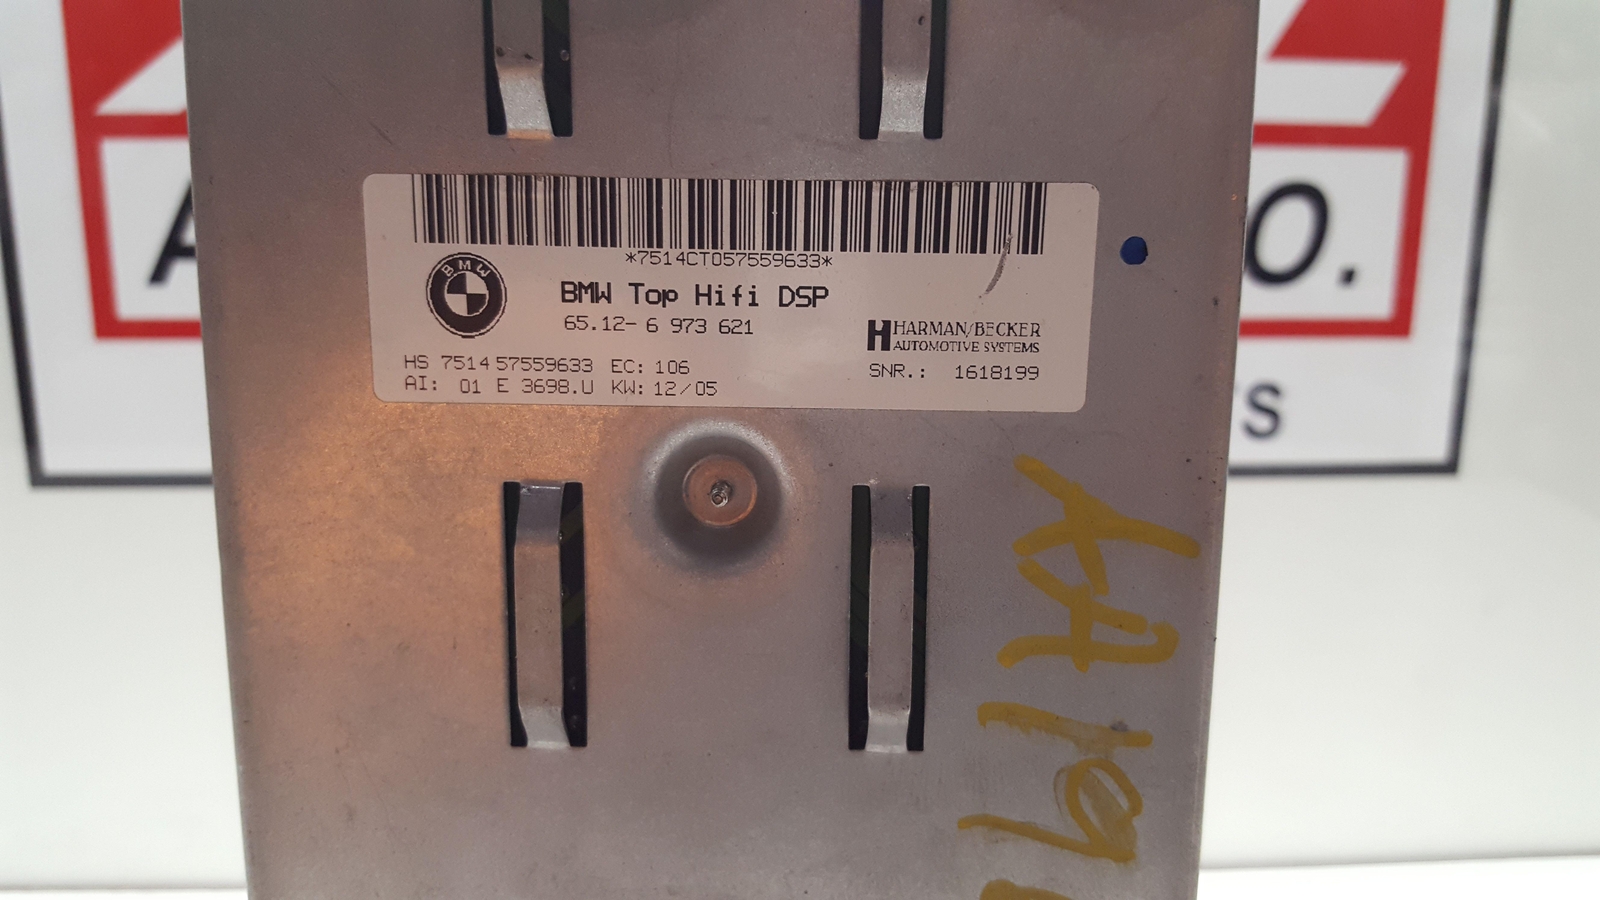 *7514CT057559633*
BMW
BMW Top Hifi DSP
65.12- 6 973 621
HARMAN/BECKER
AUTOMOTIVE SYSTEMS
HS 7514 57559633 EC: 106
SNR.: 1618199
AI: 01 E 3698.U KW: 12/05